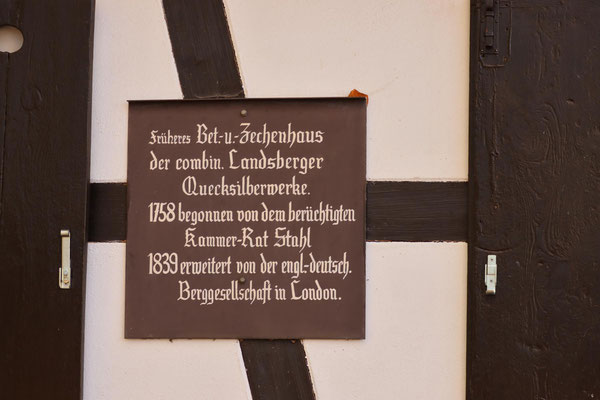 Früheres Bet-u-Zechenhaus
der combin. Landsberger
Quecksilberwerke.
1758 begonnen von dem berüchtigten
Kammer-Rat Stahl
1839 erweitert von der engl.-deutsch.
Berggesellschaft in London.